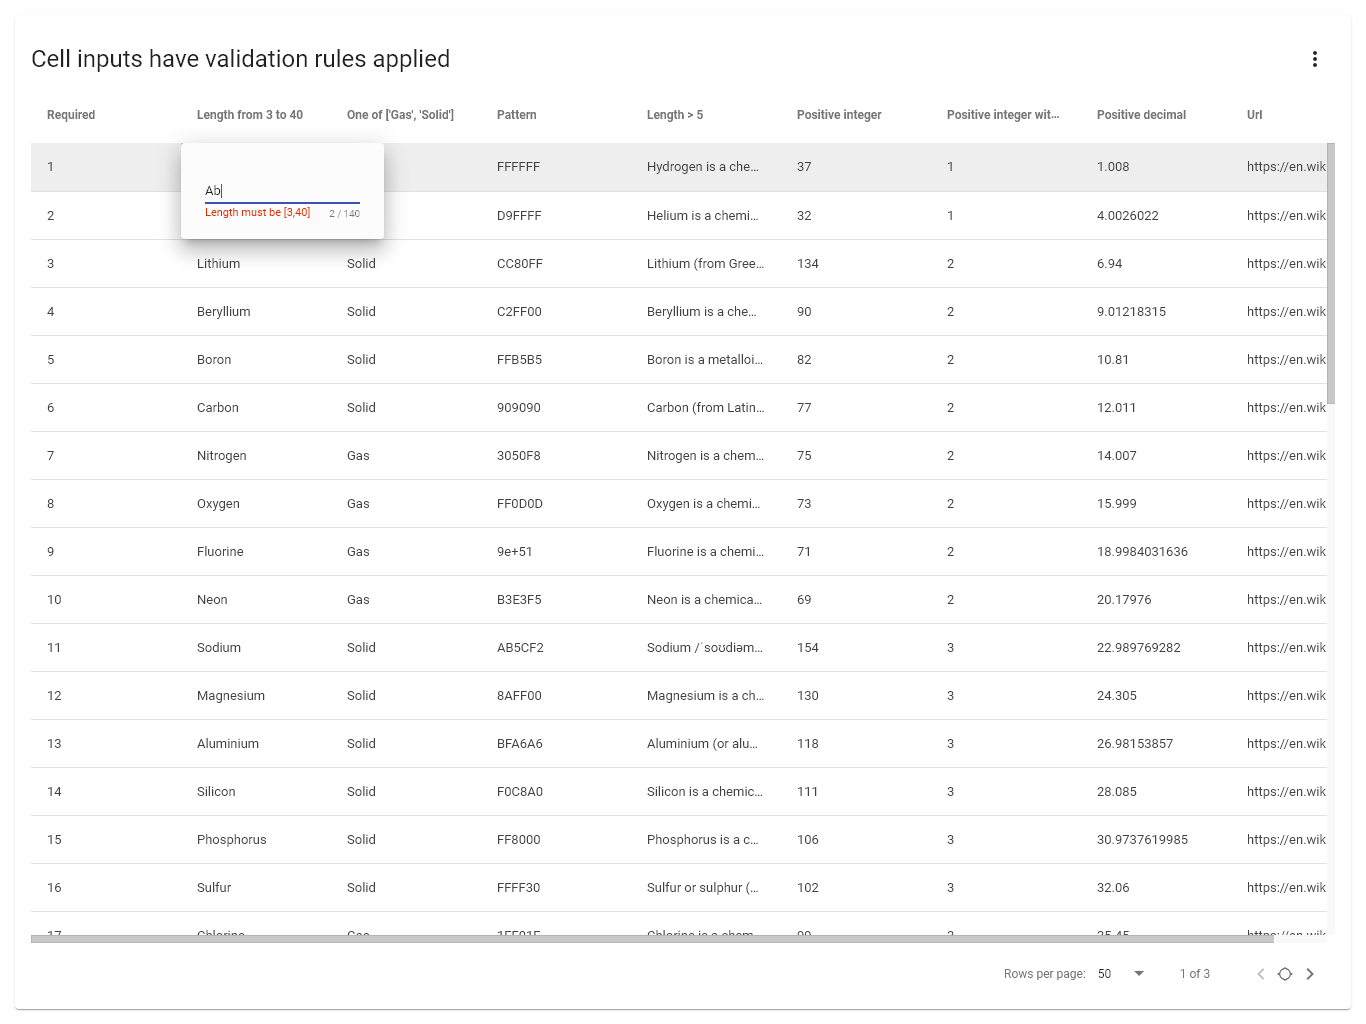 Cell inputs have validation rules applied
Required Length from 3 to 40 One of ['Gas', 'Solid'] Pattern Length > 5 Positive integer Positive integer wit... Positive decimal Url
1 FFFFFF Hydrogen is a che... 37 1 1.008 https://en.wik
Ab
Length must be [3,40] 2 / 140
2 D9FFFF Helium is a chemi... 32 1 4.0026022 https://en.wik
3 Lithium Solid CC80FF Lithium (from Gree... 134 2 6.94 https://en.wik
4 Beryllium Solid C2FF00 Beryllium is a che... 90 2 9.01218315 https://en.wik
5 Boron Solid FFB5B5 Boron is a metalloi... 82 2 10.81 https://en.wik
6 Carbon Solid 909090 Carbon (from Latin... 77 2 12.011 https://en.wik
7 Nitrogen Gas 3050F8 Nitrogen is a chem... 75 2 14.007 https://en.wik
8 Oxygen Gas FF0D0D Oxygen is a chemi... 73 2 15.999 https://en.wik
9 Fluorine Gas 9e+51 Fluorine is a chemi... 71 2 18.9984031636 https://en.wik
10 Neon Gas B3E3F5 Neon is a chemica... 69 2 20.17976 https://en.wik
11 Sodium Solid AB5CF2 Sodium /ˈsoʊdiəm... 154 3 22.989769282 https://en.wik
12 Magnesium Solid 8AFF00 Magnesium is a ch... 130 3 24.305 https://en.wik
13 Aluminium Solid BFA6A6 Aluminium (or alu... 118 3 26.98153857 https://en.wik
14 Silicon Solid F0C8A0 Silicon is a chemic... 111 3 28.085 https://en.wik
15 Phosphorus Solid FF8000 Phosphorus is a c... 106 3 30.9737619985 https://en.wik
16 Sulfur Solid FFFF30 Sulfur or sulphur (... 102 3 32.06 https://en.wik
17 Chlorine Gas Chlorine is a chem... 35.45 https://en.wik
Rows per page: 50 1 of 3